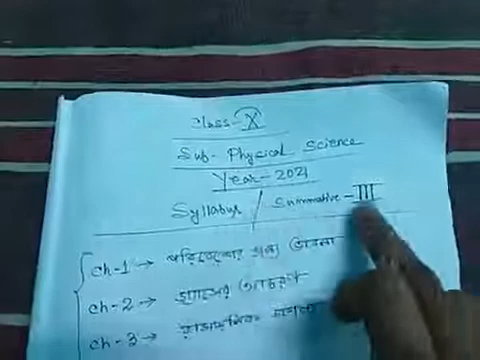 Class - X
Sub- Physical Science
Year - 2021
Syllabus / Summative - III
ch-1 → পরিবেশের জন্য ভাবনা
ch-2 → গ্যাসের আচরণ
ch-3 → রাসায়নিক গণনা